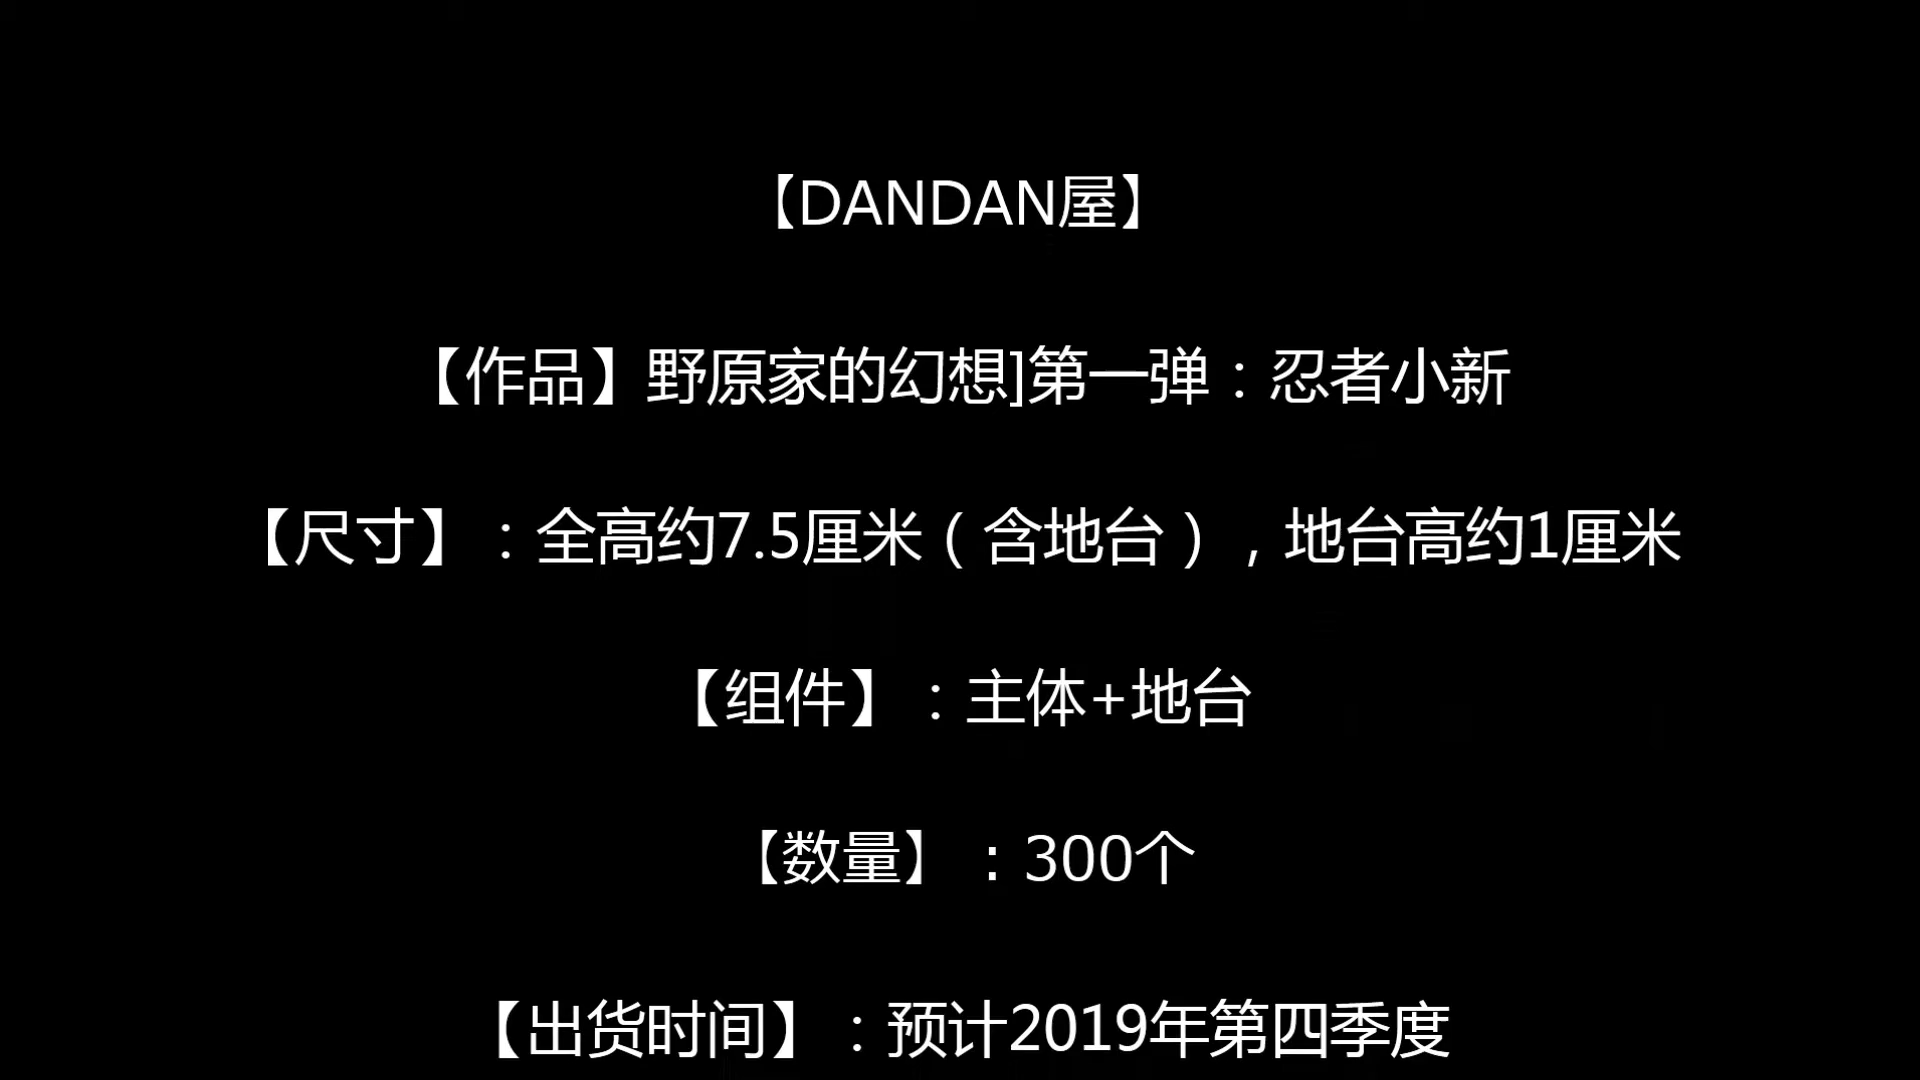 【DANDAN屋】
【作品】野原家的幻想]第一弹：忍者小新
【尺寸】：全高约7.5厘米（含地台），地台高约1厘米
【组件】：主体+地台
【数量】：300个
【出货时间】：预计2019年第四季度